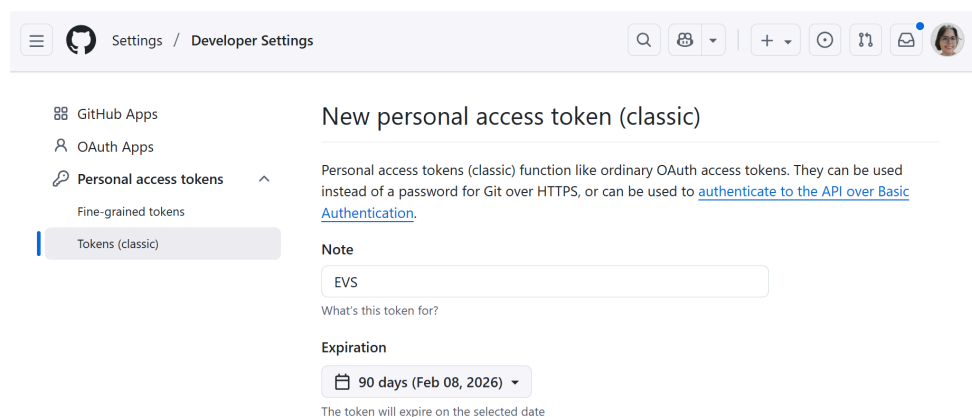 Settings / Developer Settings
GitHub Apps
OAuth Apps
Personal access tokens
Fine-grained tokens
Tokens (classic)
New personal access token (classic)
Personal access tokens (classic) function like ordinary OAuth access tokens. They can be used
instead of a password for Git over HTTPS, or can be used to authenticate to the API over Basic
Authentication.
Note
EVS
What's this token for?
Expiration
90 days (Feb 08, 2026)
The token will expire on the selected date